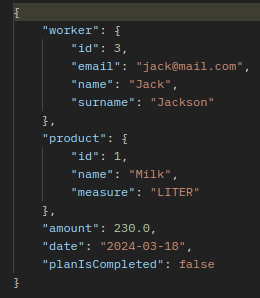 {
    "worker": {
        "id": 3,
        "email": "jack@mail.com",
        "name": "Jack",
        "surname": "Jackson"
    },
    "product": {
        "id": 1,
        "name": "Milk",
        "measure": "LITER"
    },
    "amount": 230.0,
    "date": "2024-03-18",
    "planIsCompleted": false
}